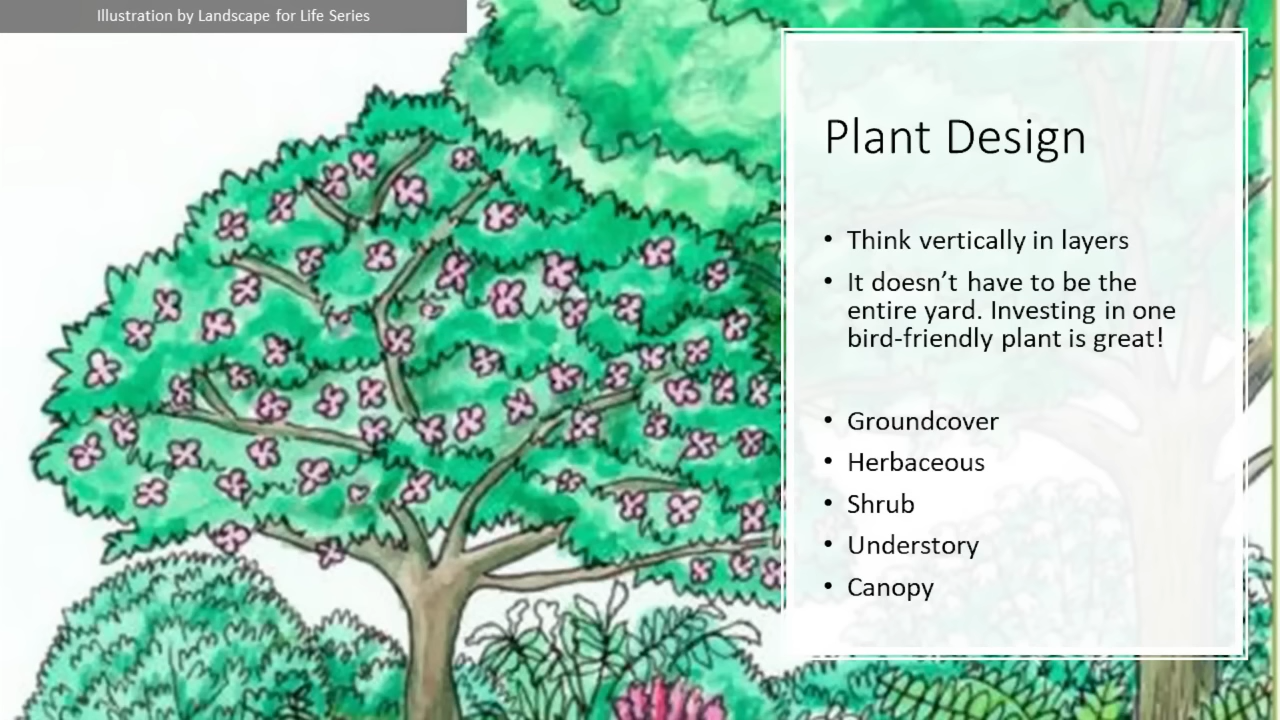 Illustration by Landscape for Life Series
Plant Design
• Think vertically in layers
• It doesn’t have to be the
entire yard. Investing in one
bird-friendly plant is great!
• Groundcover
• Herbaceous
• Shrub
• Understory
• Canopy